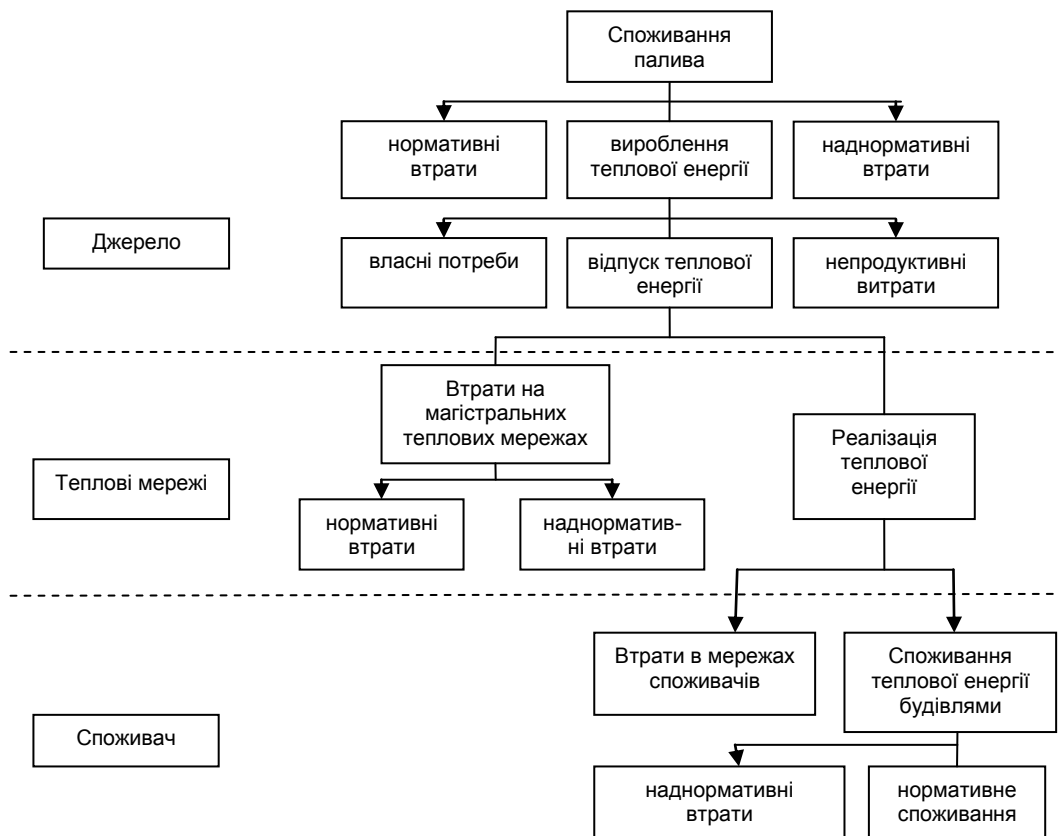 Споживання
палива
нормативні
втрати
вироблення
теплової енергії
наднормативні
втрати
Джерело
власні потреби
відпуск теплової
енергії
непродуктивні
витрати
Втрати на
магістральних
теплових мережах
Реалізація
теплової
енергії
Теплові мережі
нормативні
втрати
наднорматив-
ні втрати
Втрати в мережах
споживачів
Споживання
теплової енергії
будівлями
Споживач
наднормативні
втрати
нормативне
споживання